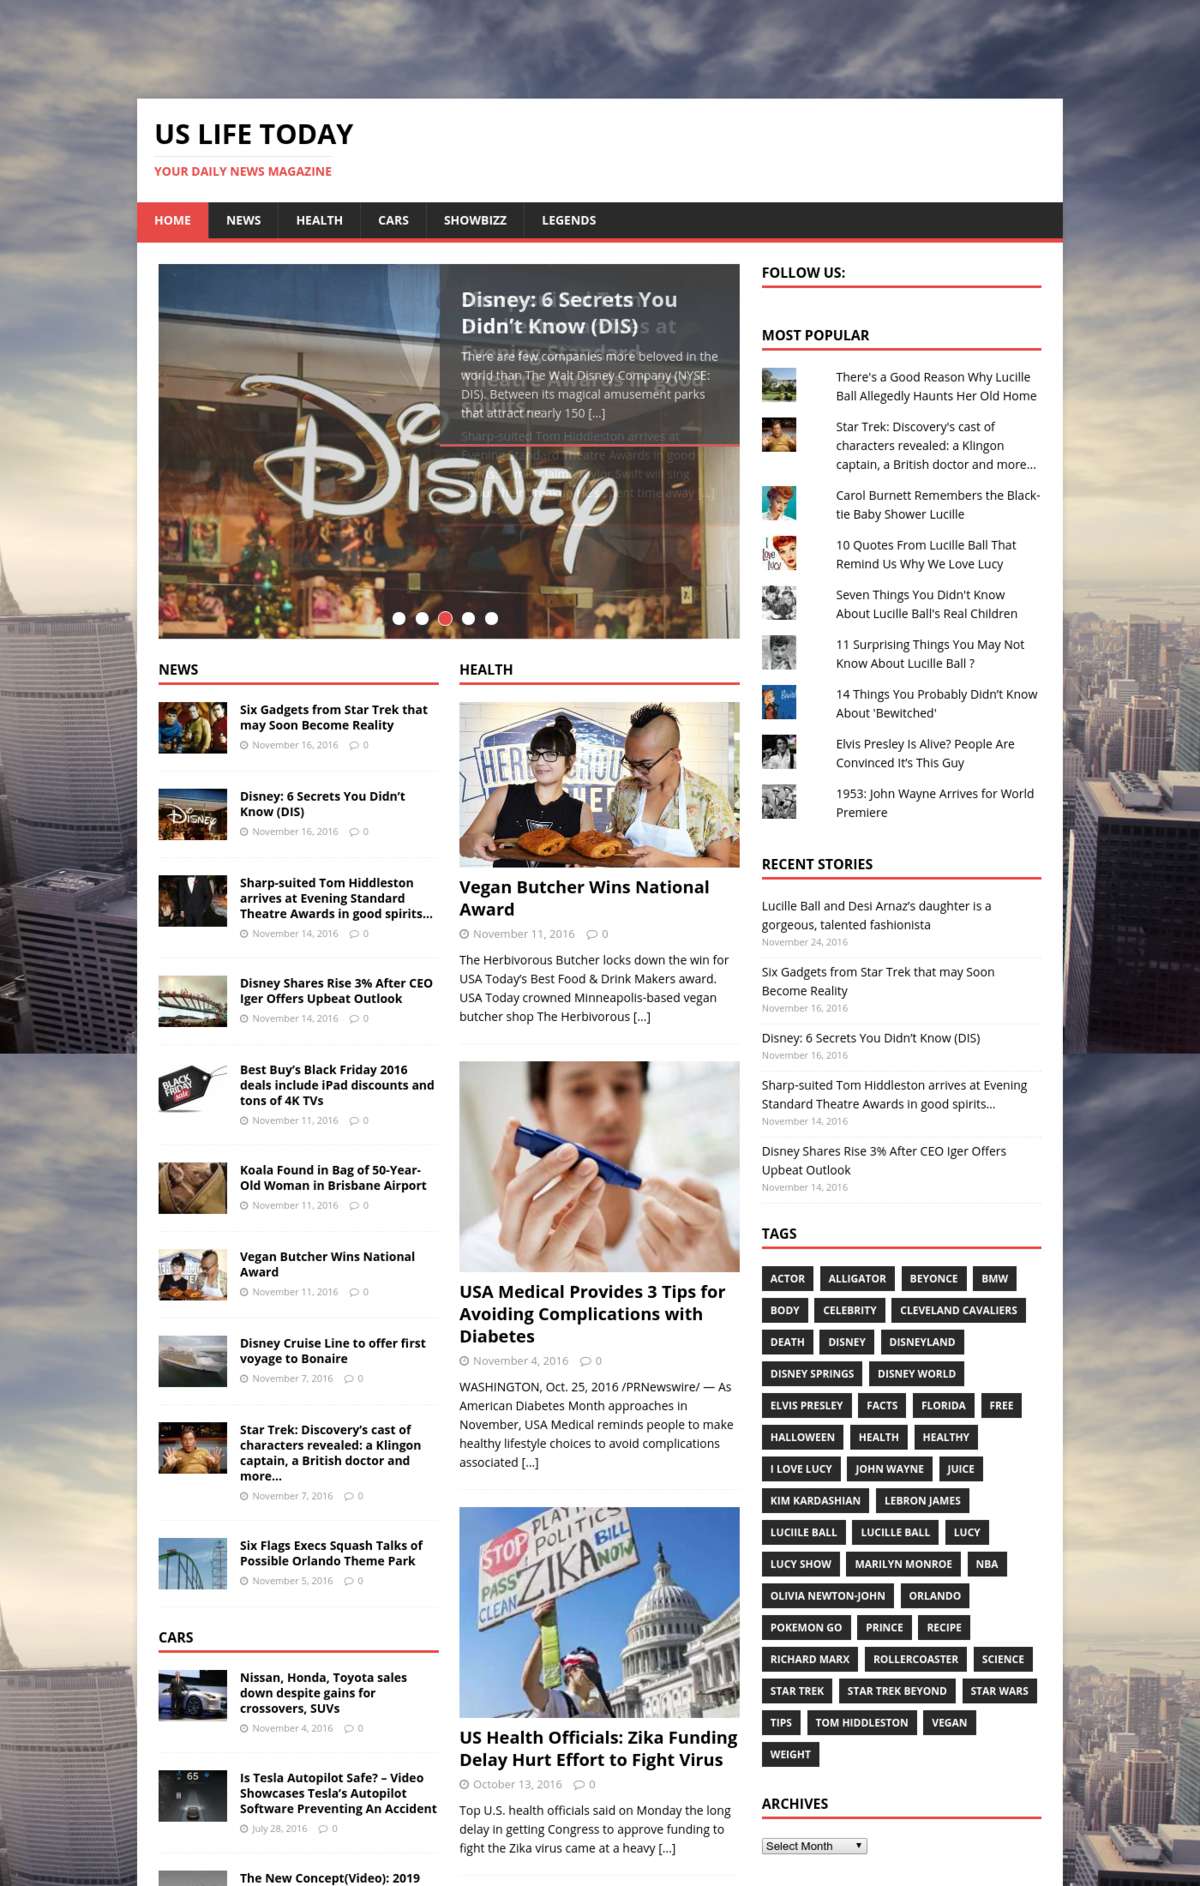 US LIFE TODAY
YOUR DAILY NEWS MAGAZINE
HOME
NEWS
HEALTH
CARS
SHOWBIZZ
LEGENDS
Disney: 6 Secrets You
Didn’t Know (DIS)
There are few companies more beloved in the
world than The Walt Disney Company (NYSE:
DIS). Between its magical amusement parks
that attract nearly 150 [...]
Sharp-suited Tom Hiddleston arrives at
Evening Standard Theatre Awards in good
Disney
NEWS
Six Gadgets from Star Trek that
may Soon Become Reality
November 16, 2016 0
Disney: 6 Secrets You Didn’t
Know (DIS)
November 16, 2016 0
Sharp-suited Tom Hiddleston
arrives at Evening Standard
Theatre Awards in good spirits…
November 14, 2016 0
Disney Shares Rise 3% After CEO
Iger Offers Upbeat Outlook
November 14, 2016 0
BLACK
FRIDAY
sale
Best Buy’s Black Friday 2016
deals include iPad discounts and
tons of 4K TVs
November 11, 2016 0
Koala Found in Bag of 50-Year-
Old Woman in Brisbane Airport
November 11, 2016 0
Vegan Butcher Wins National
Award
November 11, 2016 0
Disney Cruise Line to offer first
voyage to Bonaire
November 7, 2016 0
Star Trek: Discovery’s cast of
characters revealed: a Klingon
captain, a British doctor and
more…
November 7, 2016 0
Six Flags Execs Squash Talks of
Possible Orlando Theme Park
November 5, 2016 0
CARS
Nissan, Honda, Toyota sales
down despite gains for
crossovers, SUVs
November 4, 2016 0
65
Is Tesla Autopilot Safe? – Video
Showcases Tesla’s Autopilot
Software Preventing An Accident
July 28, 2016 0
The New Concept(Video): 2019
HEALTH
Vegan Butcher Wins National
Award
November 11, 2016 0
The Herbivorous Butcher locks down the win for
USA Today’s Best Food & Drink Makers award.
USA Today crowned Minneapolis-based vegan
butcher shop The Herbivorous [...]
USA Medical Provides 3 Tips for
Avoiding Complications with
Diabetes
November 4, 2016 0
WASHINGTON, Oct. 25, 2016 /PRNewswire/ — As
American Diabetes Month approaches in
November, USA Medical reminds people to make
healthy lifestyle choices to avoid complications
associated [...]
STOP PLAYING
POLITICS
PASS ZIKA BILL
CLEAN NOW
US Health Officials: Zika Funding
Delay Hurt Effort to Fight Virus
October 13, 2016 0
Top U.S. health officials said on Monday the long
delay in getting Congress to approve funding to
fight the Zika virus came at a heavy [...]
FOLLOW US:
MOST POPULAR
There's a Good Reason Why Lucille
Ball Allegedly Haunts Her Old Home
Star Trek: Discovery's cast of
characters revealed: a Klingon
captain, a British doctor and more...
Carol Burnett Remembers the Black-
tie Baby Shower Lucille
I Love Lucy
10 Quotes From Lucille Ball That
Remind Us Why We Love Lucy
Seven Things You Didn't Know
About Lucille Ball's Real Children
11 Surprising Things You May Not
Know About Lucille Ball ?
14 Things You Probably Didn’t Know
About 'Bewitched'
Elvis Presley Is Alive? People Are
Convinced It’s This Guy
1953: John Wayne Arrives for World
Premiere
RECENT STORIES
Lucille Ball and Desi Arnaz’s daughter is a
gorgeous, talented fashionista
November 24, 2016
Six Gadgets from Star Trek that may Soon
Become Reality
November 16, 2016
Disney: 6 Secrets You Didn’t Know (DIS)
November 16, 2016
Sharp-suited Tom Hiddleston arrives at Evening
Standard Theatre Awards in good spirits…
November 14, 2016
Disney Shares Rise 3% After CEO Iger Offers
Upbeat Outlook
November 14, 2016
TAGS
ACTOR ALLIGATOR BEYONCE BMW
BODY CELEBRITY CLEVELAND CAVALIERS
DEATH DISNEY DISNEYLAND
DISNEY SPRINGS DISNEY WORLD
ELVIS PRESLEY FACTS FLORIDA FREE
HALLOWEEN HEALTH HEALTHY
I LOVE LUCY JOHN WAYNE JUICE
KIM KARDASHIAN LEBRON JAMES
LUCIILE BALL LUCILLE BALL LUCY
LUCY SHOW MARILYN MONROE NBA
OLIVIA NEWTON-JOHN ORLANDO
POKEMON GO PRINCE RECIPE
RICHARD MARX ROLLERCOASTER SCIENCE
STAR TREK STAR TREK BEYOND STAR WARS
TIPS TOM HIDDLESTON VEGAN
WEIGHT
ARCHIVES
Select Month